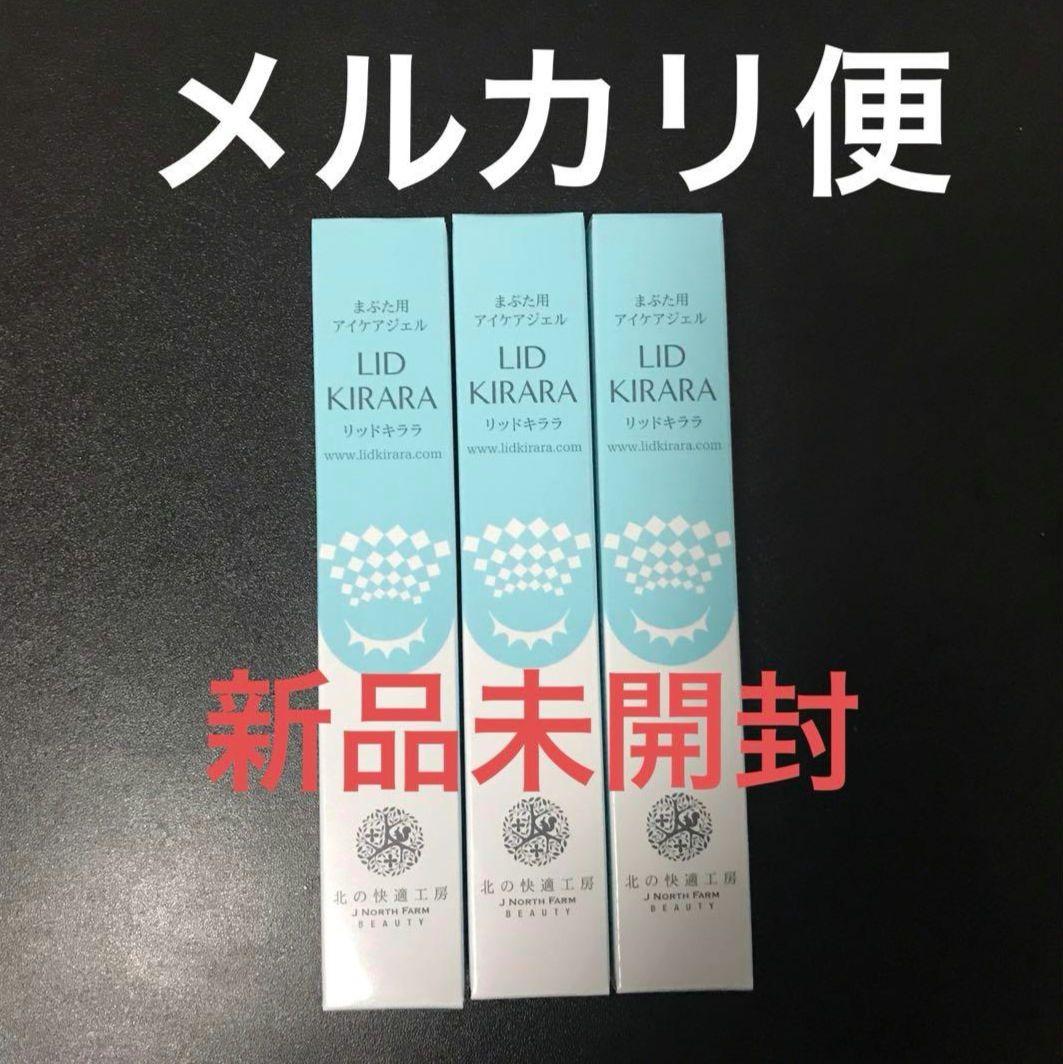 メルカリ便
まぶた用
アイケアジェル
LID
KIRARA
リッドキララ
www.lidkirara.com
まぶた用
アイケアジェル
LID
KIRARA
リッドキララ
www.lidkirara.com
まぶた用
アイケアジェル
LID
KIRARA
リッドキララ
www.lidkirara.com
新品未開封
北の快適工房
J NORTH FARM
BEAUTY
北の快適工房
J NORTH FARM
BEAUTY
北の快適工房
J NORTH FARM
BEAUTY